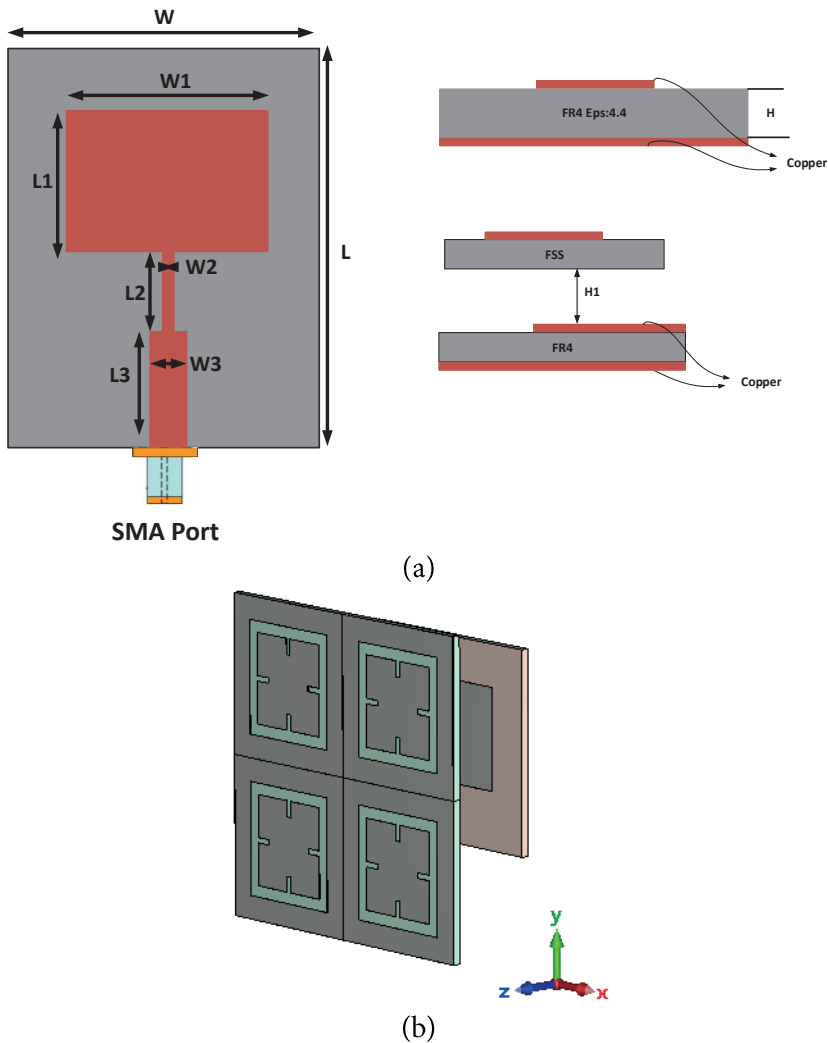 W
W1
L1
L
W2
L2
L3
W3
SMA Port
FR4 Eps:4.4
H
Copper
FSS
H1
FR4
Copper
(a)
y
z
x
(b)